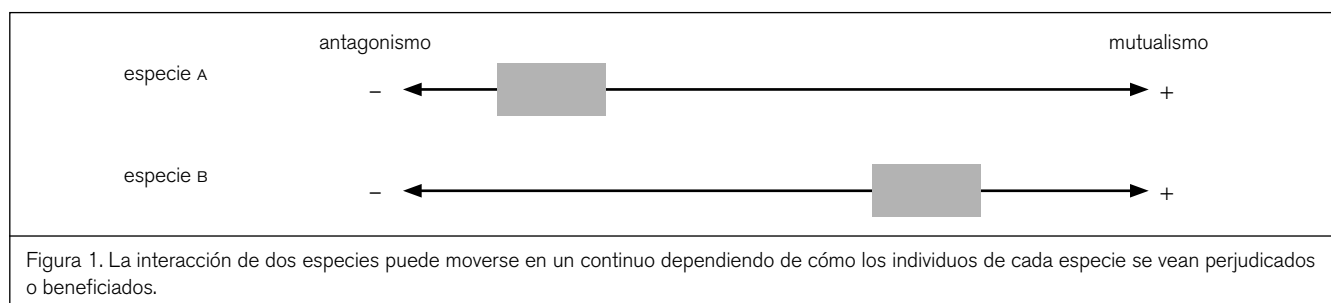 antagonismo mutualismo
especie A
– +
especie B
– +
Figura 1. La interacción de dos especies puede moverse en un continuo dependiendo de cómo los individuos de cada especie se vean perjudicados
o beneficiados.